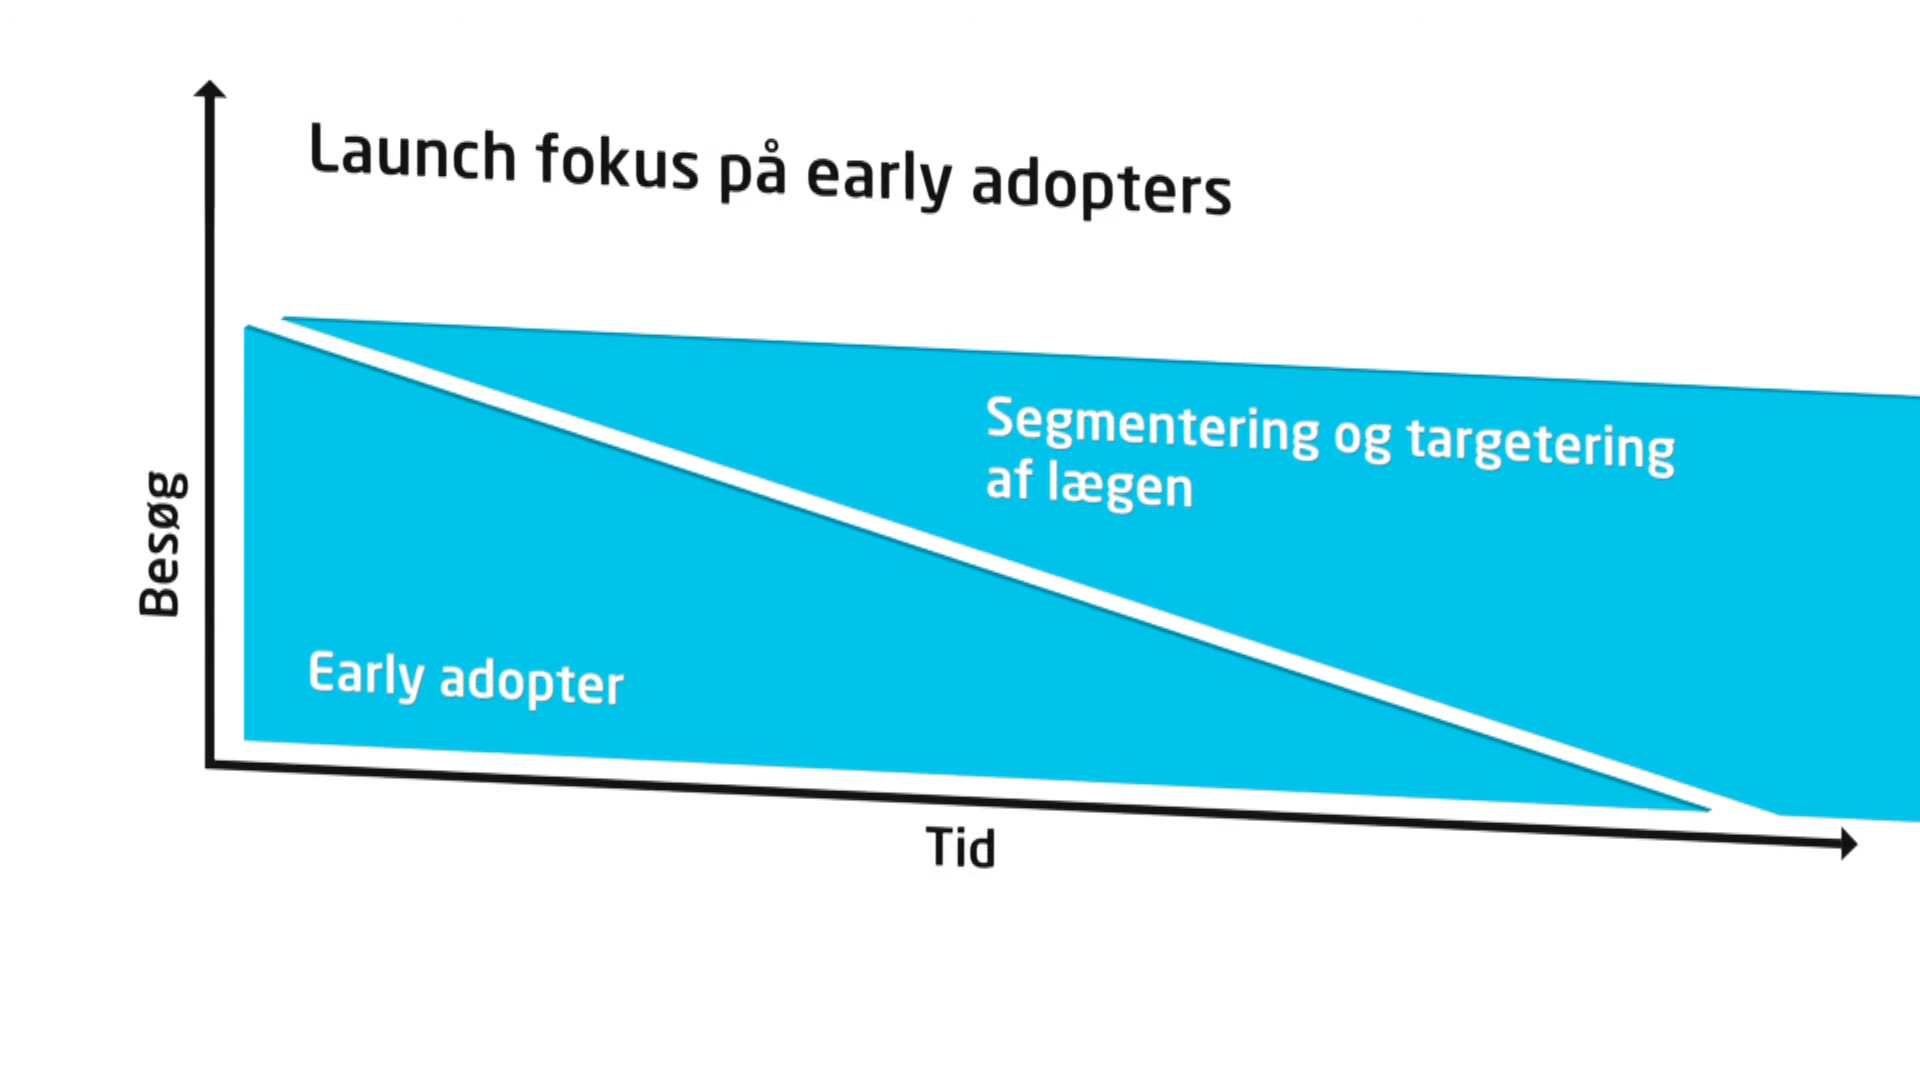 Launch fokus på early adopters
Segmentering og targetering
af lægen
Besøg
Early adopter
Tid